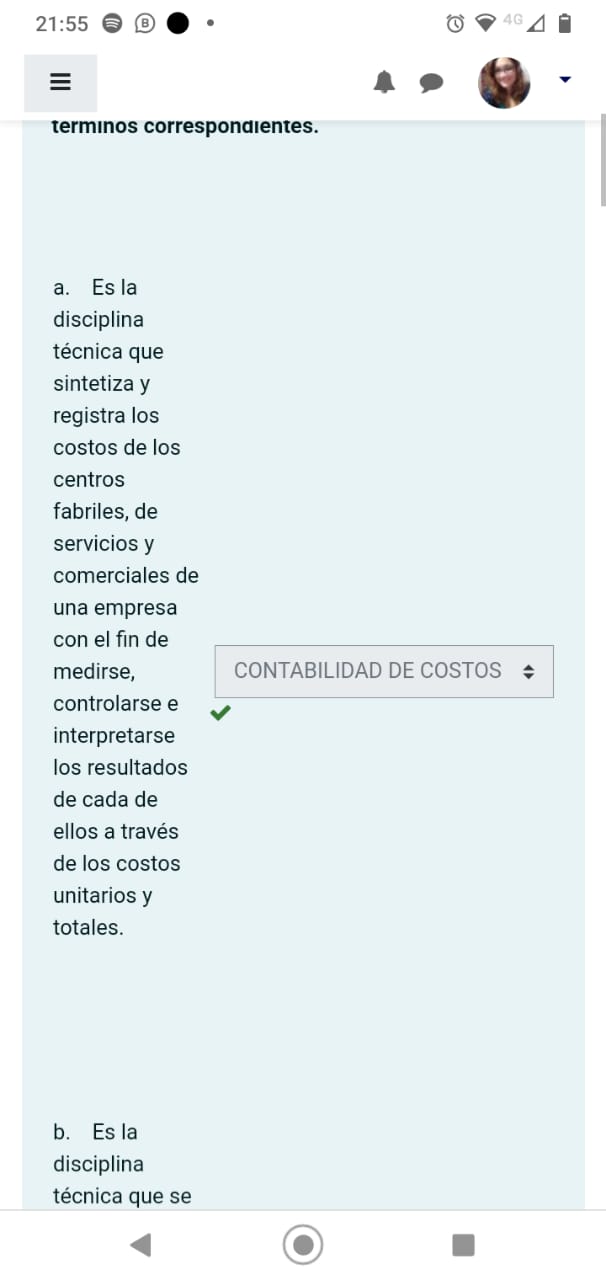 21:55
4G
términos correspondientes.
a. Es la
disciplina
técnica que
sintetiza y
registra los
costos de los
centros
fabriles, de
servicios y
comerciales de
una empresa
con el fin de
medirse,
CONTABILIDAD DE COSTOS
controlarse e
interpretarse
los resultados
de cada de
ellos a través
de los costos
unitarios y
totales.
b. Es la
disciplina
técnica que se